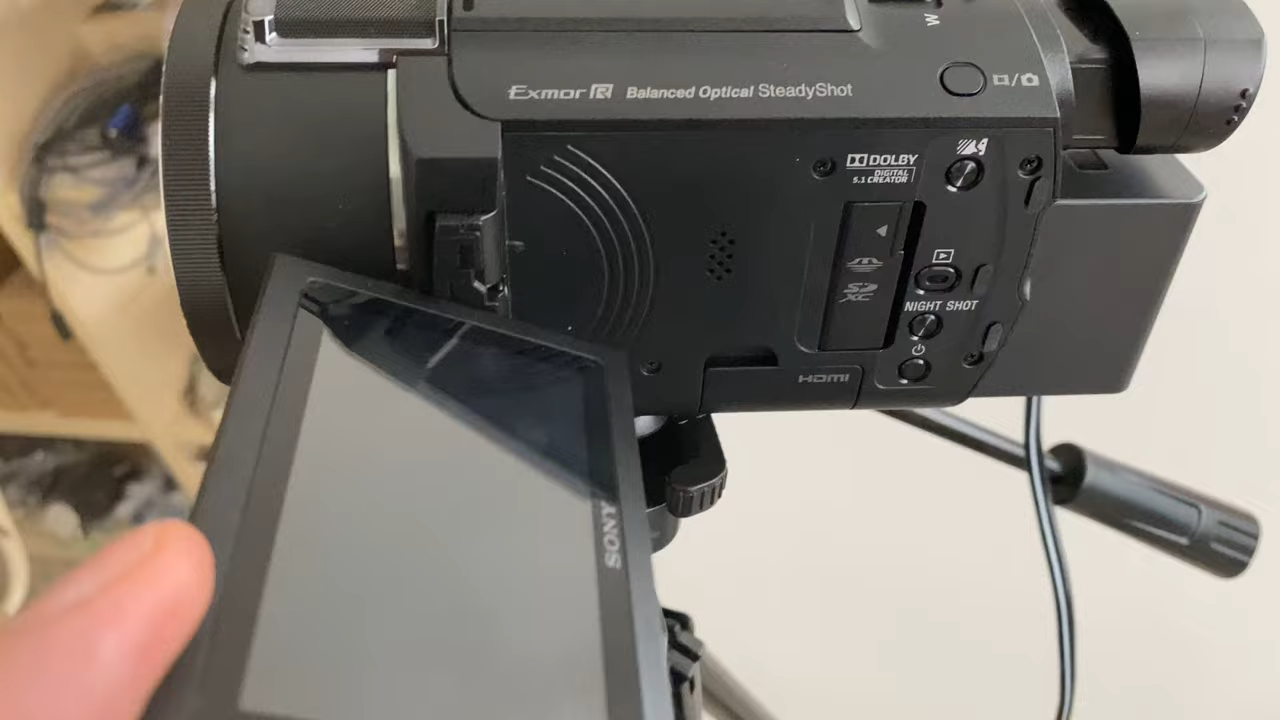 W
Exmor R Balanced Optical SteadyShot
DOLBY
DIGITAL
5.1 CREATOR
SD
XC
NIGHT SHOT
HDMI
SONY